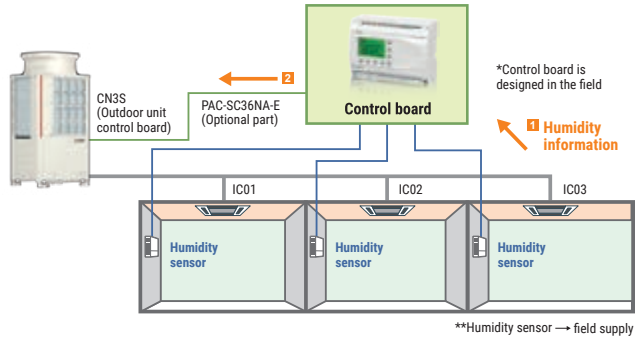 2
CN3S
(Outdoor unit
control board)
PAC-SC36NA-E
(Optional part)
Control board
*Control board is
designed in the field
1 Humidity
information
IC01
IC02
IC03
Humidity
sensor
Humidity
sensor
Humidity
sensor
**Humidity sensor → field supply